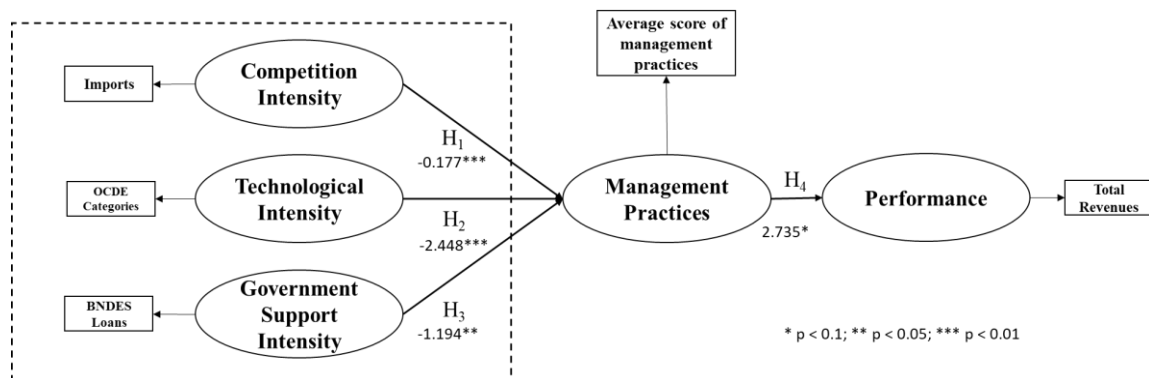 Average score of
management
practices
Imports
Competition
Intensity
H1
-0.177***
OCDE
Categories
Technological
Intensity
H2
-2.448***
Management
Practices
H4
2.735*
Performance
Total
Revenues
BNDES
Loans
Government
Support
Intensity
H3
-1.194**
* p < 0.1; ** p < 0.05; *** p < 0.01